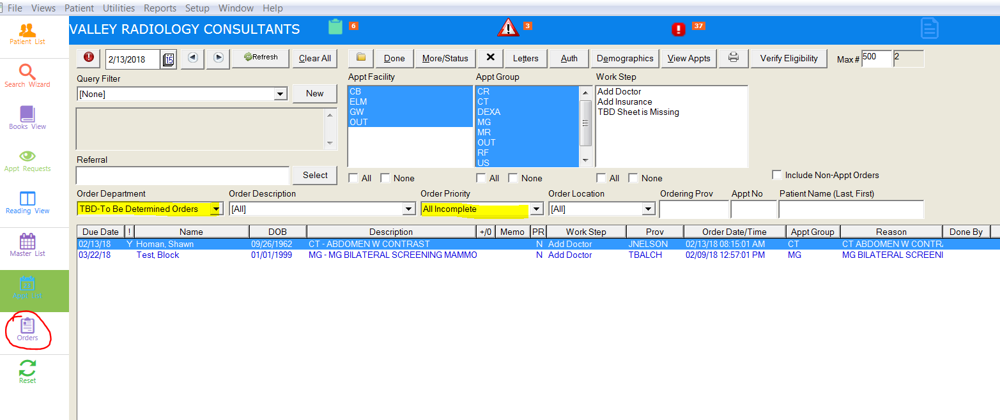 File Views Patient Utilities Reports Setup Window Help
Patient List
Search Wizard
Books View
Appt Requests
Reading View
Master List
23
Appt List
Orders
Reset
VALLEY RADIOLOGY CONSULTANTS 6 3 37
2/13/2018 15 Refresh Clear All Done More/Status Letters Auth Demographics View Appts Verify Eligibility Max # 500 2
Query Filter
[None] New
Referral
Select
Appt Facility
CB
ELM
GW
OUT
All None
Appt Group
CR
CT
DEXA
MG
MR
OUT
RF
US
All None
Work Step
Add Doctor
Add Insurance
TBD Sheet is Missing
All None
Include Non-Appt Orders
Order Department Order Description Order Priority Order Location Ordering Prov Appt No Patient Name (Last, First)
TBD-To Be Determined Orders [All] All Incomplete [All]
Due Date ! Name DOB Description +/0 Memo PR Work Step Prov Order Date/Time Appt Group Reason Done By
02/13/18 Y Homan, Shawn 09/26/1962 CT - ABDOMEN W CONTRAST N Add Doctor JNELSON 02/13/18 08:15:01 AM CT CT ABDOMEN W CONTR
03/22/18 Test, Block 01/01/1999 MG - MG BILATERAL SCREENING MAMMO N Add Doctor TBALCH 02/09/18 12:57:01 PM MG MG BILATERAL SCREENI